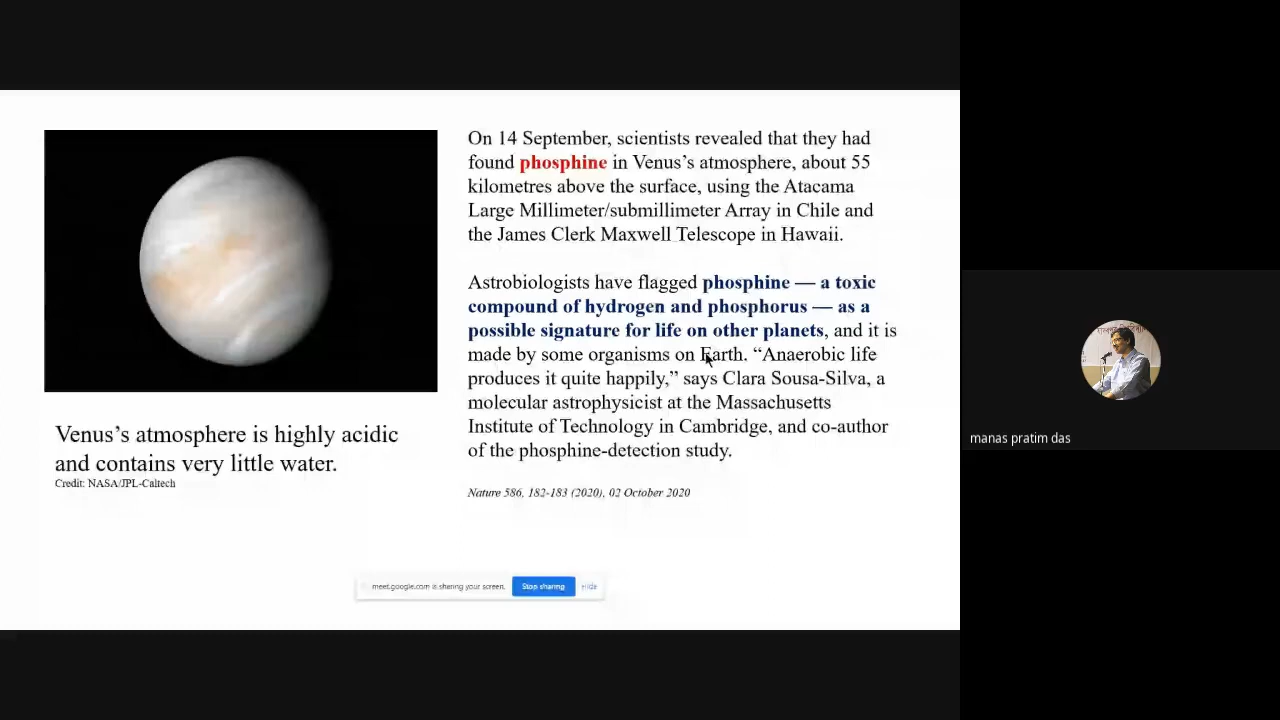 On 14 September, scientists revealed that they had
found phosphine in Venus’s atmosphere, about 55
kilometres above the surface, using the Atacama
Large Millimeter/submillimeter Array in Chile and
the James Clerk Maxwell Telescope in Hawaii.
Astrobiologists have flagged phosphine — a toxic
compound of hydrogen and phosphorus — as a
possible signature for life on other planets, and it is
made by some organisms on Earth. “Anaerobic life
produces it quite happily,” says Clara Sousa-Silva, a
molecular astrophysicist at the Massachusetts
Institute of Technology in Cambridge, and co-author
of the phosphine-detection study.
Nature 586, 182-183 (2020), 02 October 2020
Venus’s atmosphere is highly acidic
and contains very little water.
Credit: NASA/JPL-Caltech
meet.google.com is sharing your screen. Stop sharing Hide
manas pratim das